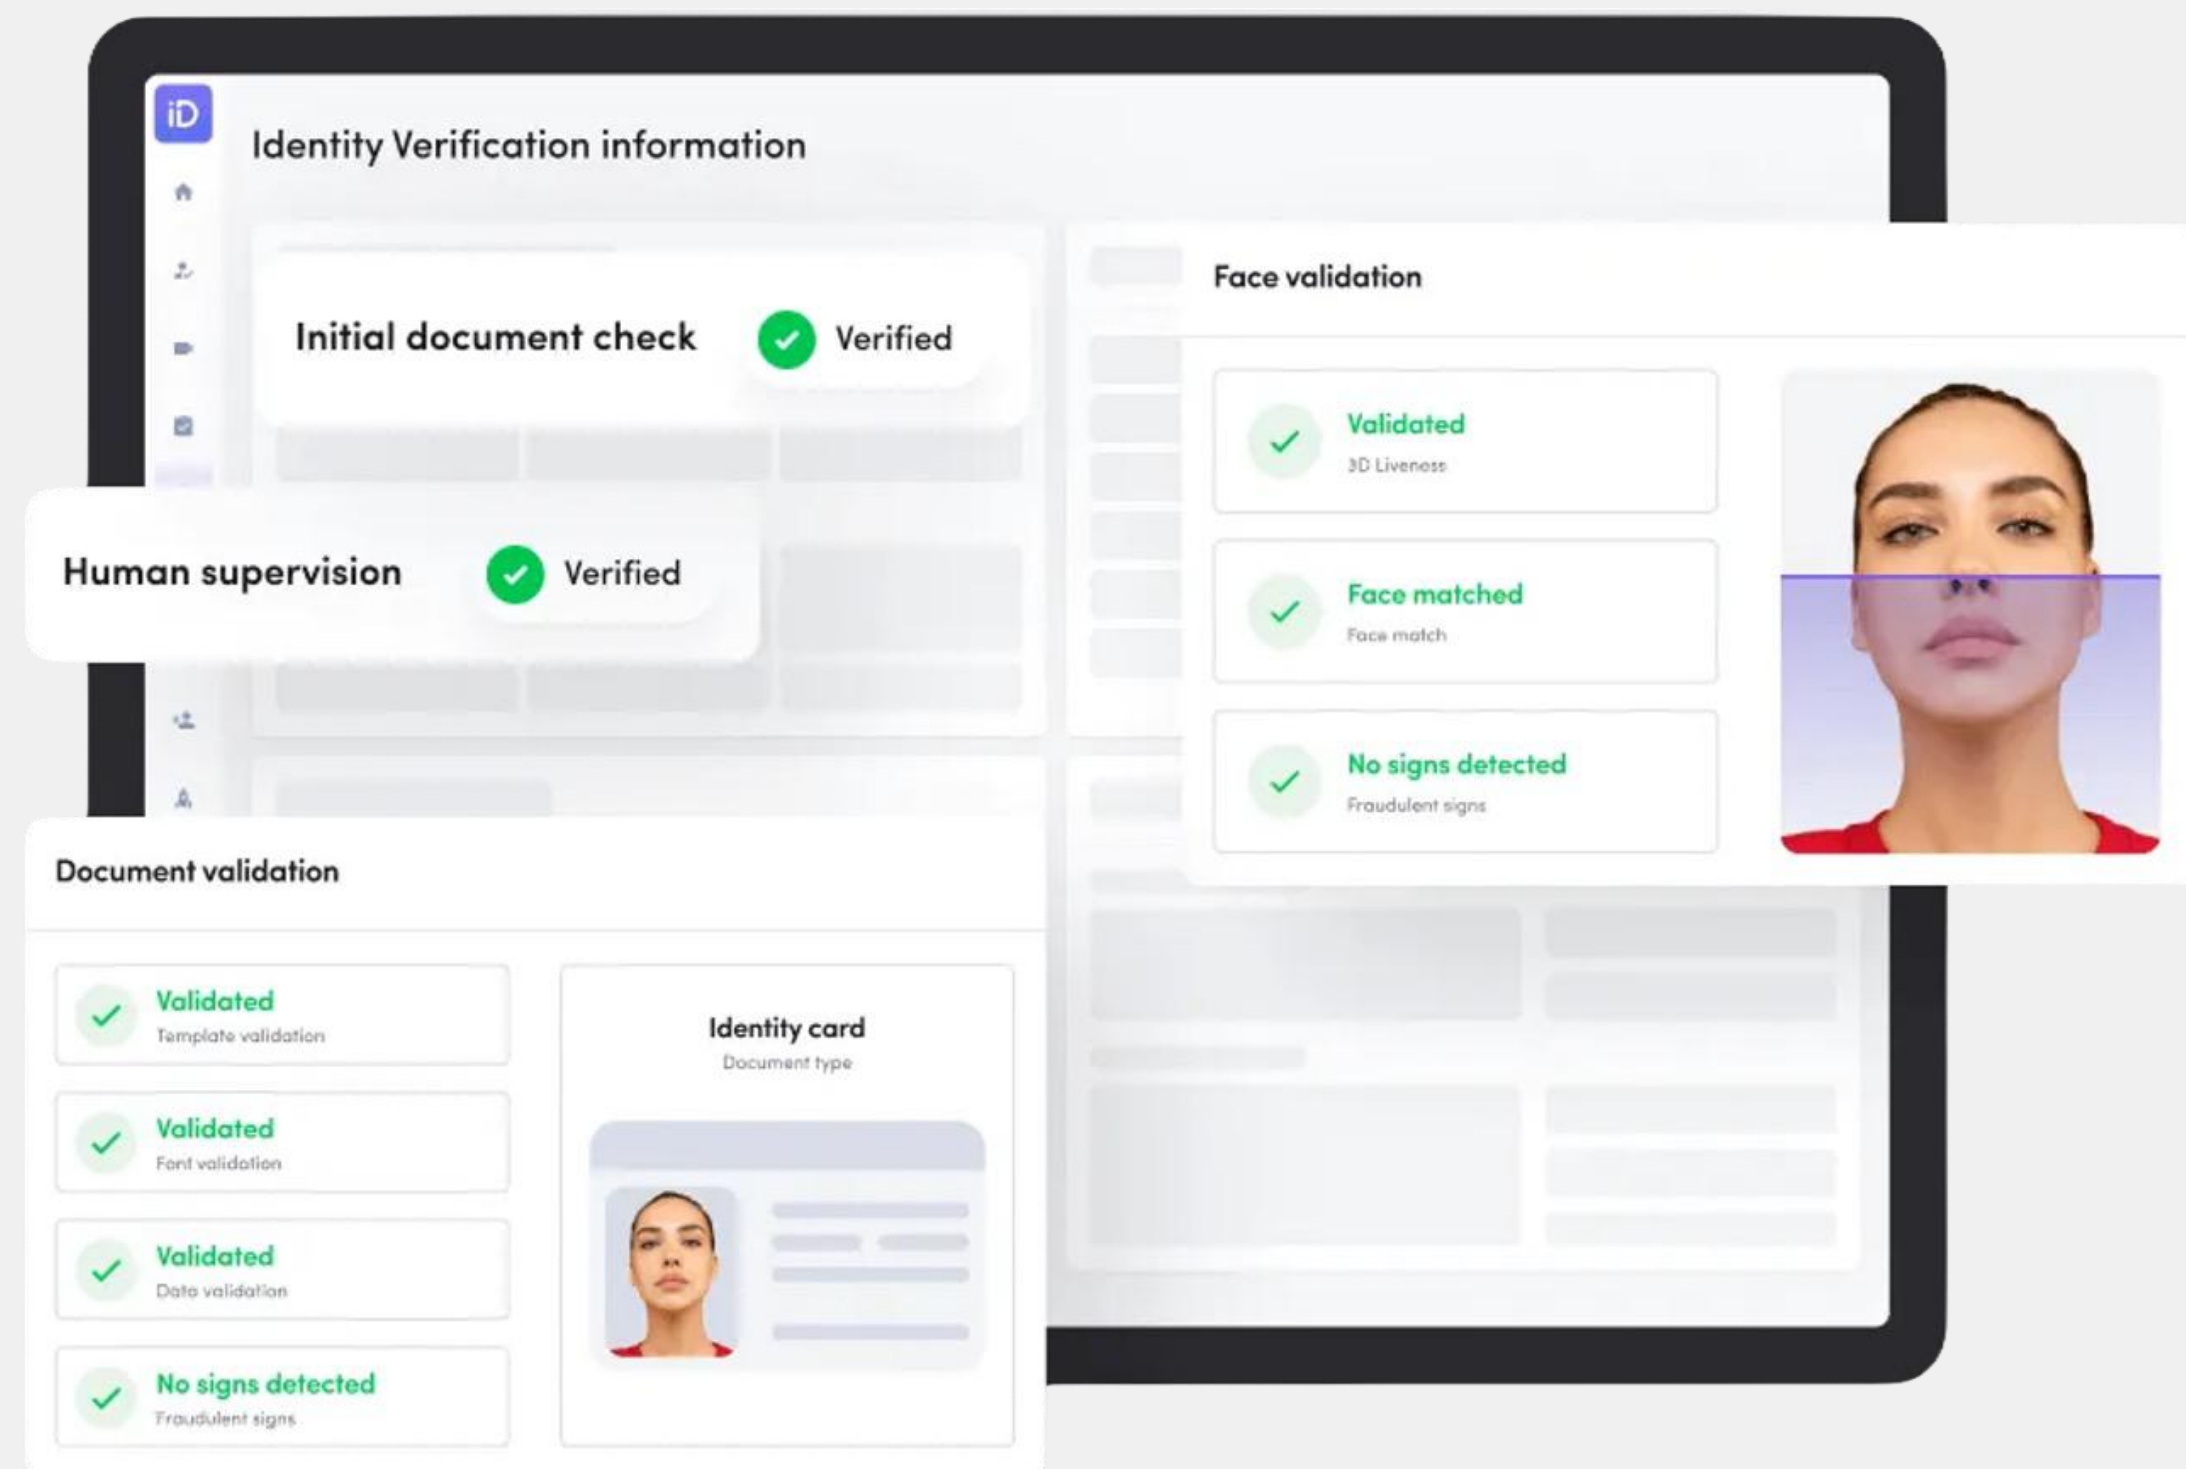 iD
Identity Verification information
Initial document check
Verified
Human supervision
Verified
Face validation
Validated
3D Liveness
Face matched
Face match
No signs detected
Fraudulent signs
Document validation
Validated
Template validation
Validated
Font validation
Validated
Data validation
No signs detected
Fraudulent signs
Identity card
Document type